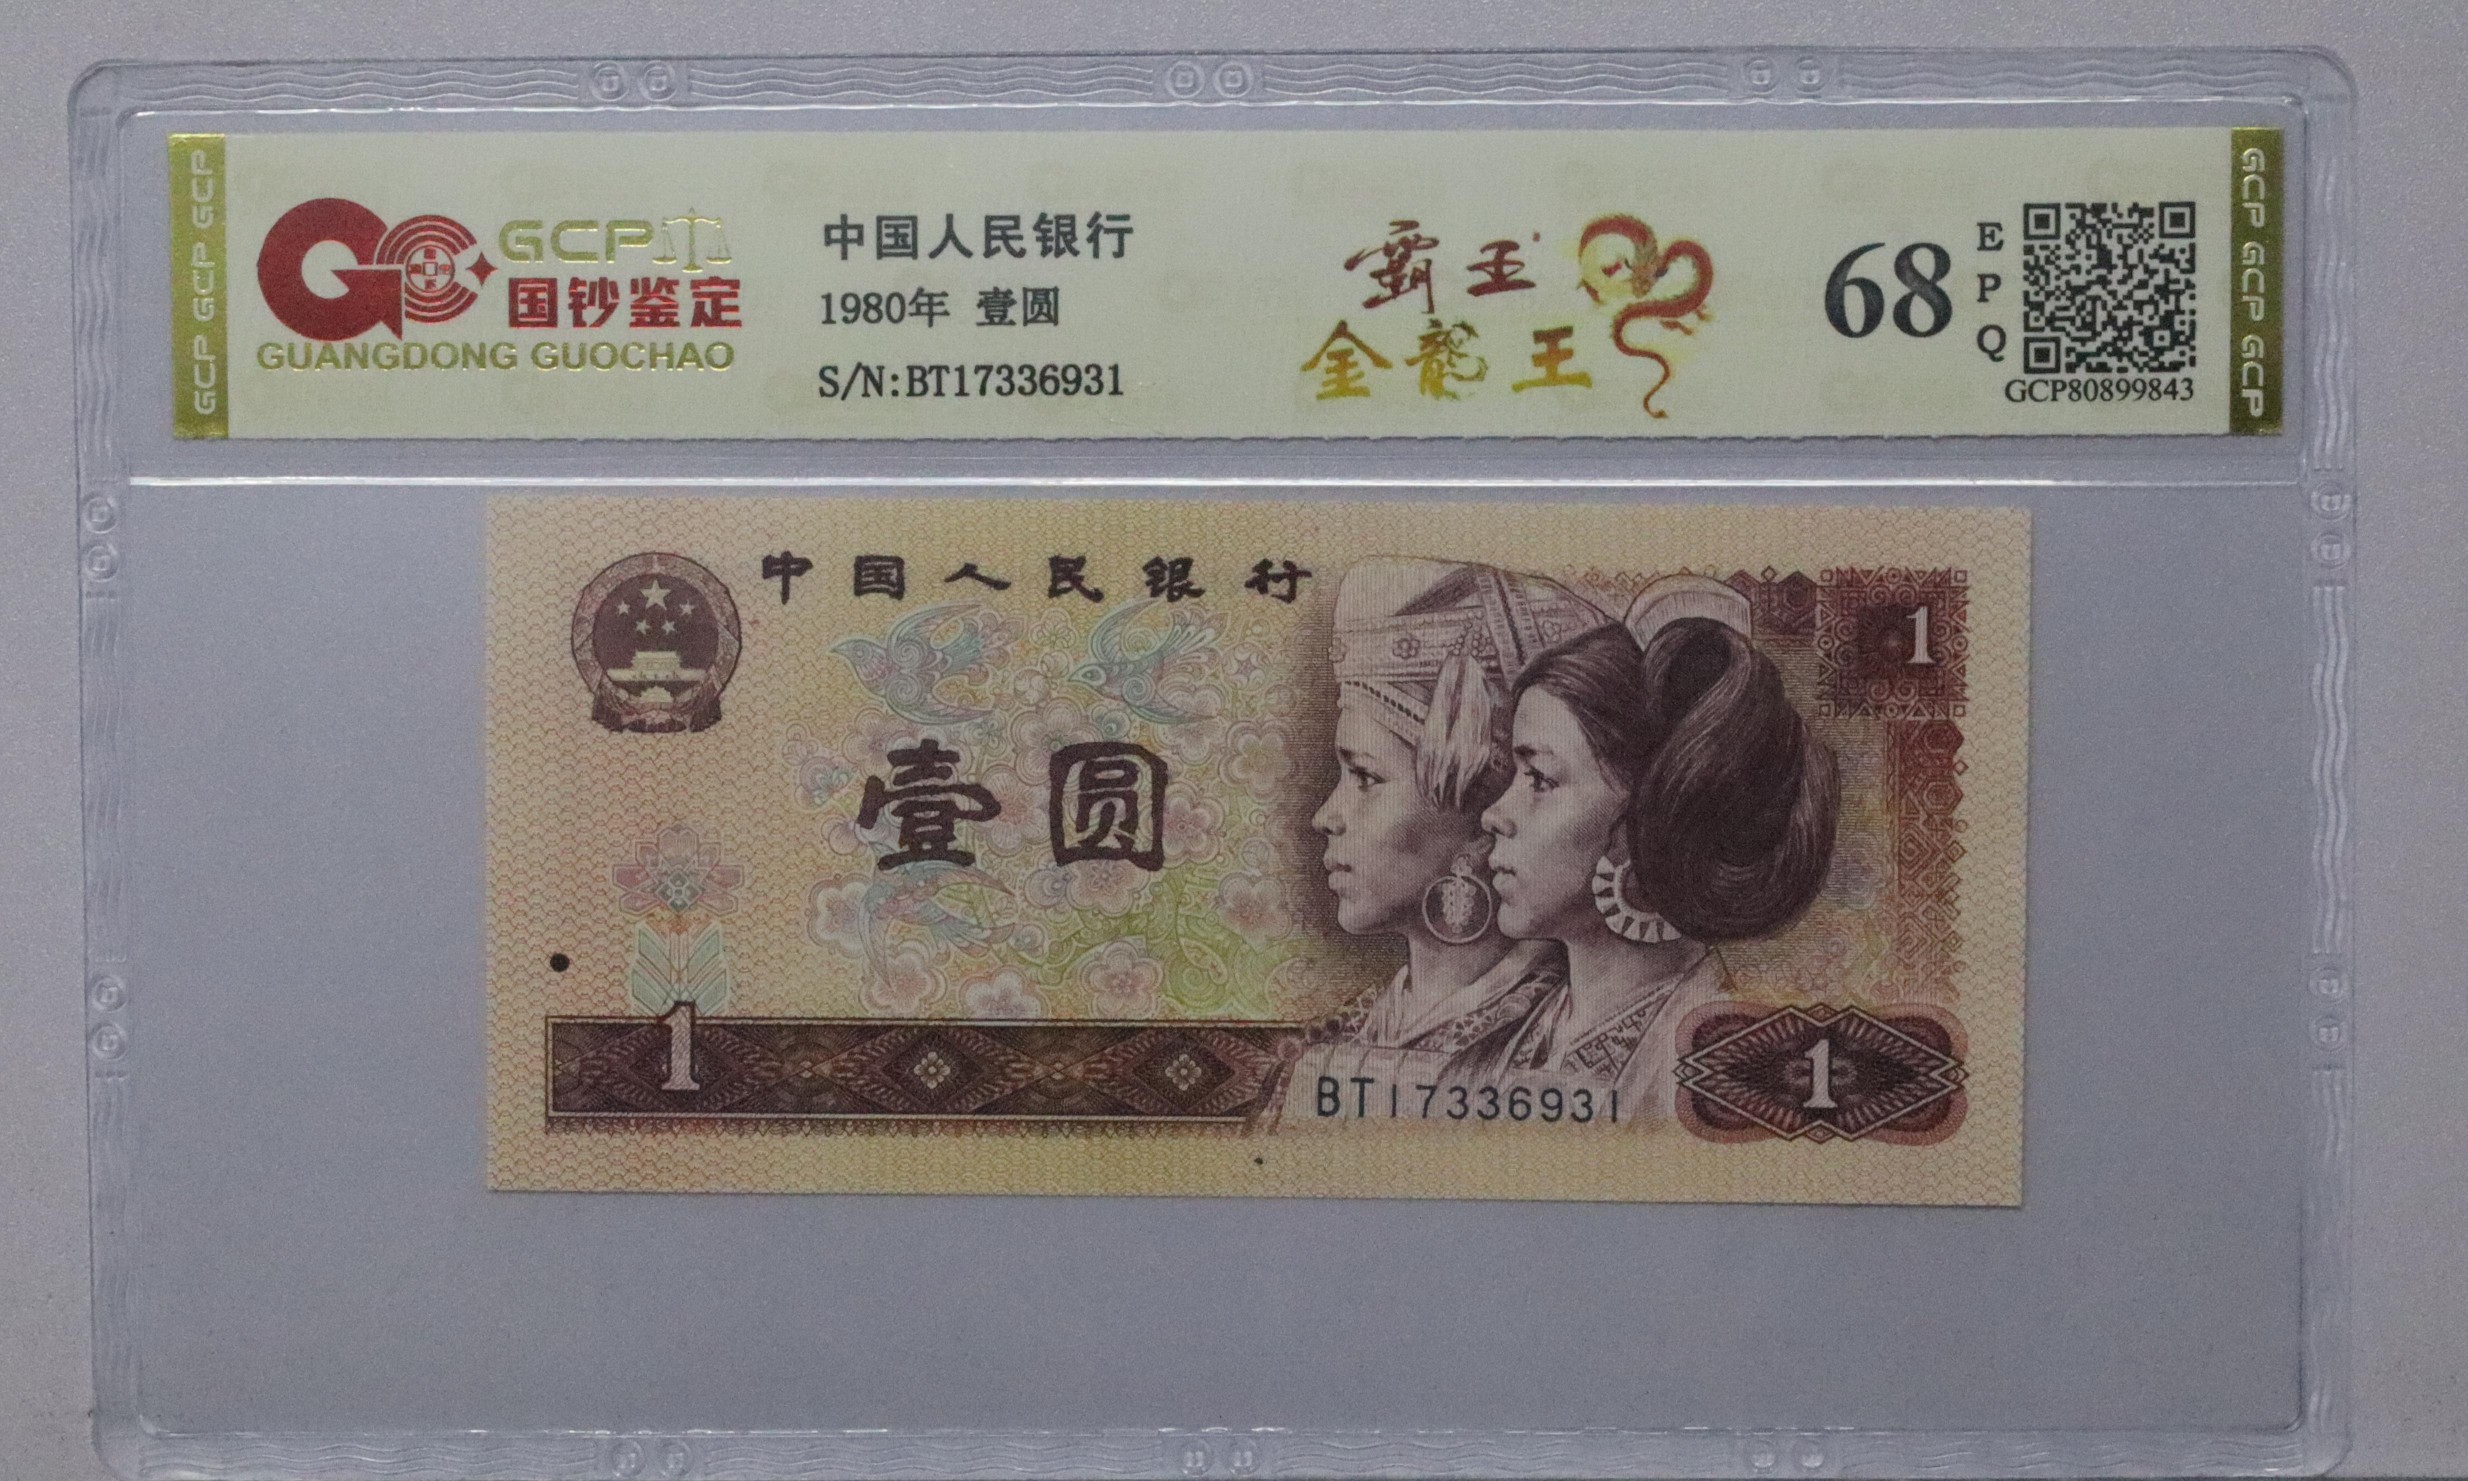 GCP GCP GCP
GCP
国钞鉴定
GUANGDONG GUOCHAO
中国人民银行
1980年 壹圆
S/N:BT17336931
霸王
金龍王
68
EPQ
GCP80899843
GCP GCP GCP
中国人民银行
1
壹圆
1
BT17336931
1